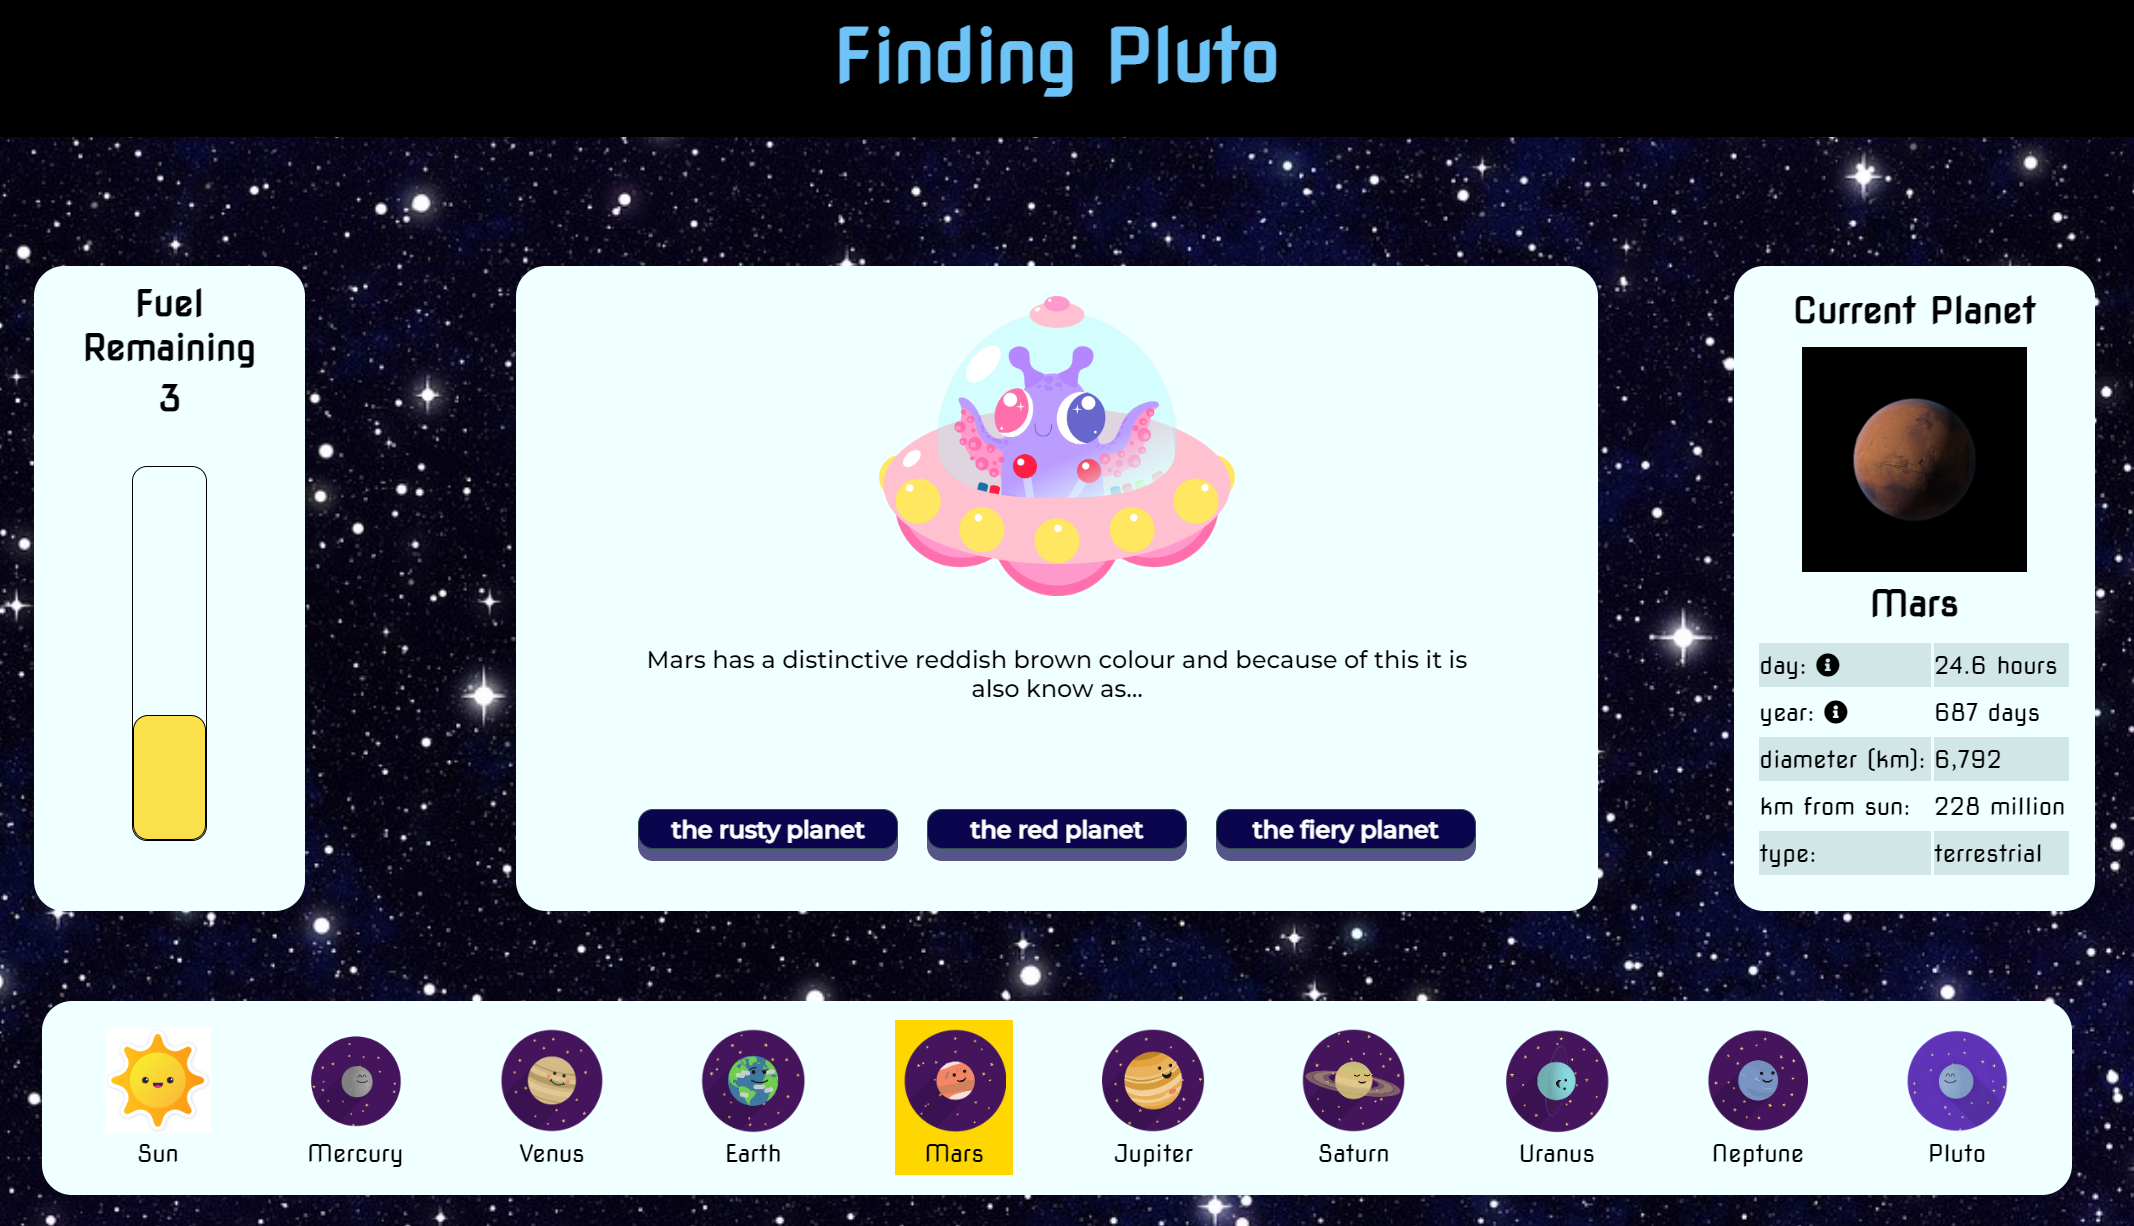 Finding Pluto
Fuel
Remaining
3
Mars has a distinctive reddish brown colour and because of this it is
also know as...
the rusty planet
the red planet
the fiery planet
Current Planet
Mars
day: 24.6 hours
year: 687 days
diameter (km): 6,792
km from sun: 228 million
type: terrestrial
Sun
Mercury
Venus
Earth
Mars
Jupiter
Saturn
Uranus
Neptune
Pluto